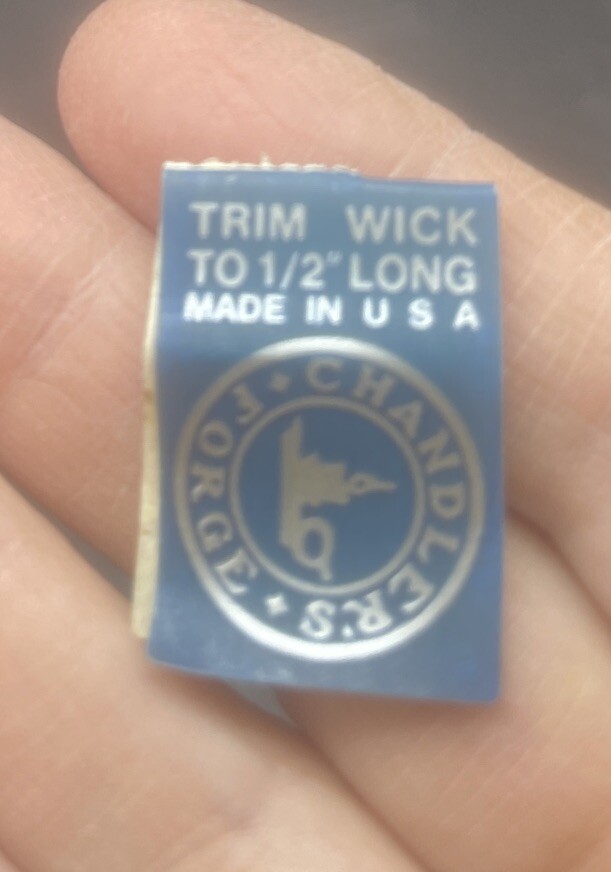 TRIM WICK
TO 1/2" LONG
MADE IN U S A
CHANDLER'S
FORGE